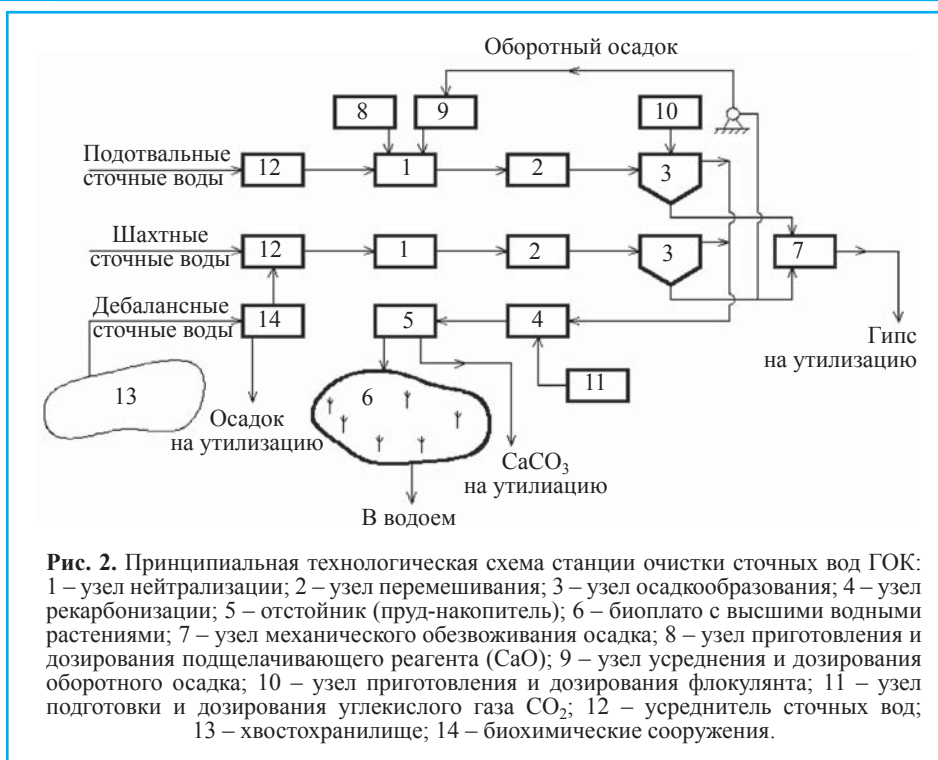 Оборотный осадок
8
9
10
Подотвальные
сточные воды
12
1
2
3
Шахтные
сточные воды
12
1
2
3
7
Дебалансные
сточные воды
14
5
4
Гипс
на утилизацию
13
6
11
Осадок
на утилизацию
CaCO₃
на утилиацию
В водоем
Рис. 2. Принципиальная технологическая схема станции очистки сточных вод ГОК:
1 – узел нейтрализации; 2 – узел перемешивания; 3 – узел осадкообразования; 4 – узел
рекарбонизации; 5 – отстойник (пруд-накопитель); 6 – биоплато с высшими водными
растениями; 7 – узел механического обезвоживания осадка; 8 – узел приготовления и
дозирования подщелачивающего реагента (CaO); 9 – узел усреднения и дозирования
оборотного осадка; 10 – узел приготовления и дозирования флокулянта; 11 – узел
подготовки и дозирования углекислого газа CO₂; 12 – усреднитель сточных вод;
13 – хвостохранилище; 14 – биохимические сооружения.